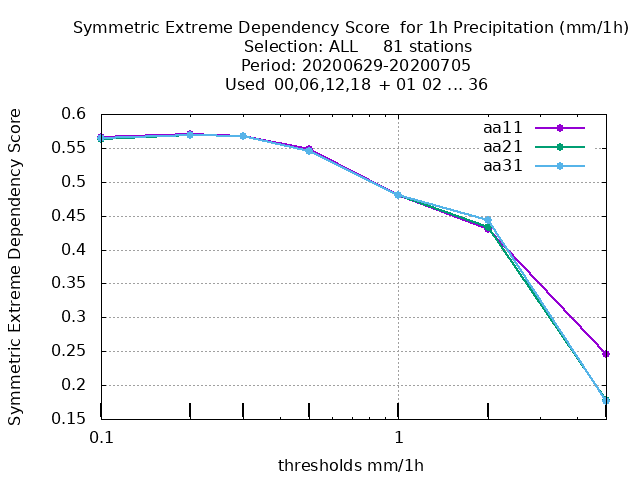 Symmetric Extreme Dependency Score  for 1h Precipitation (mm/1h)
Selection: ALL     81 stations
Period: 20200629-20200705
Used  00,06,12,18  + 01 02 ... 36
aa11
aa21
aa31
Symmetric Extreme Dependency Score
0.6
0.55
0.5
0.45
0.4
0.35
0.3
0.25
0.2
0.15
0.1
1
thresholds mm/1h